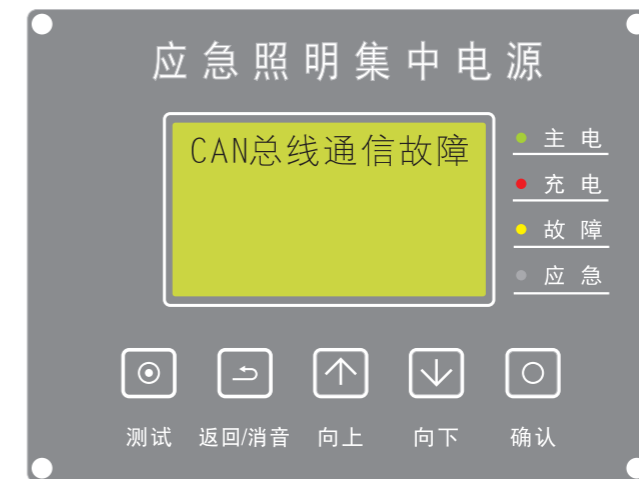 应急照明集中电源
CAN总线通信故障
主电
充电
故障
应急
测试 返回/消音 向上 向下 确认